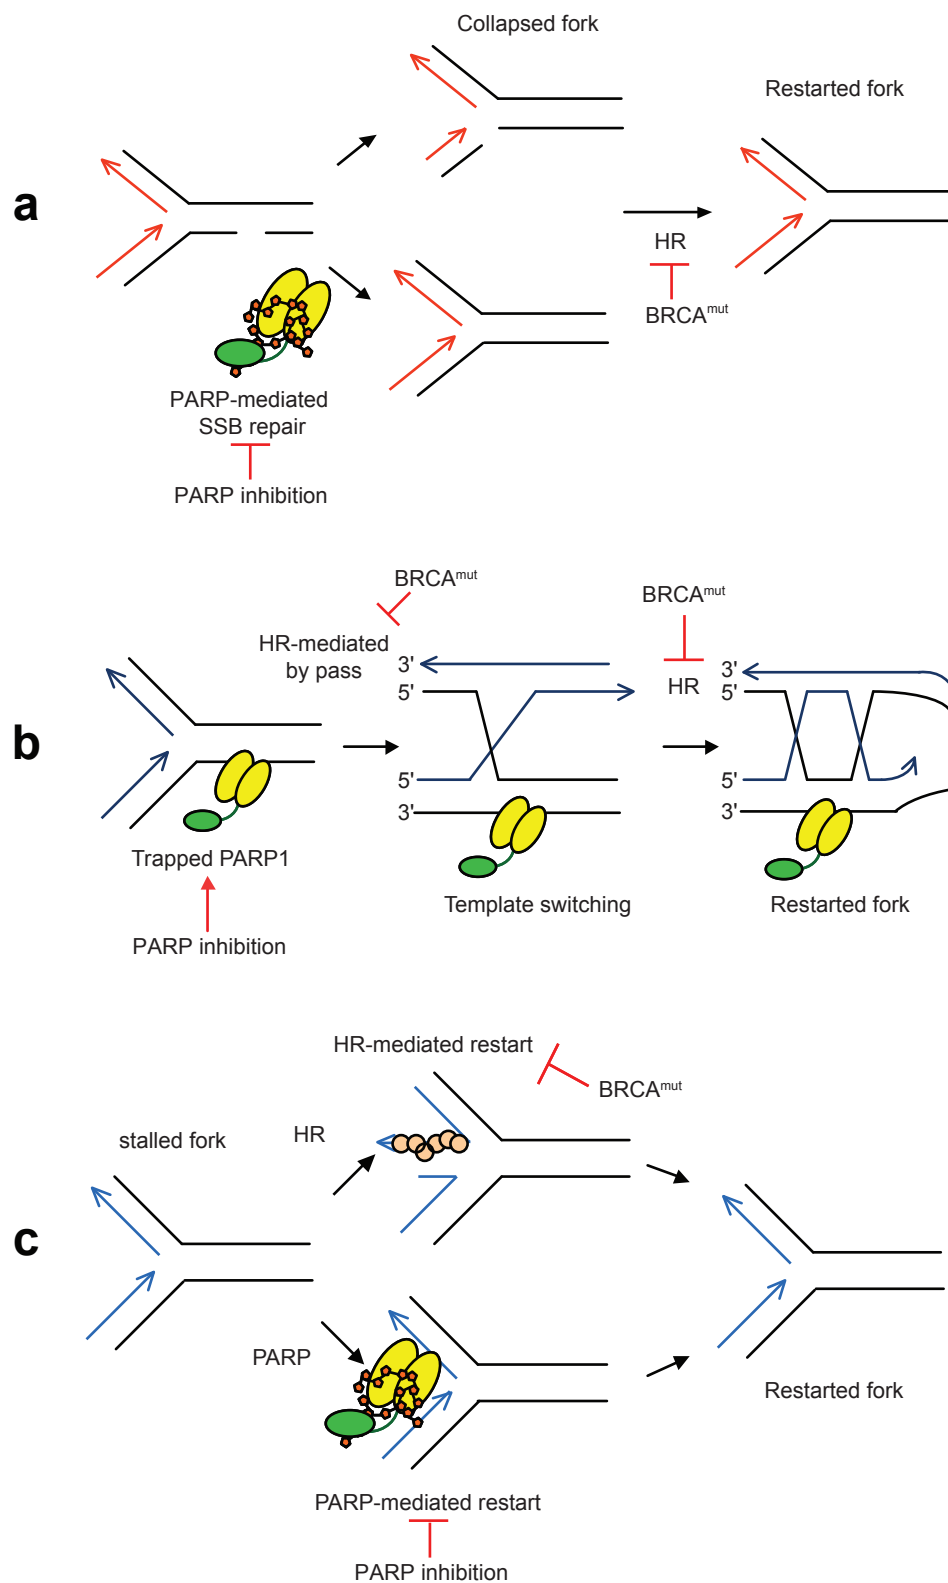 Collapsed fork
Restarted fork
a
HR
BRCAmut
PARP-mediated
SSB repair
PARP inhibition
BRCAmut
BRCAmut
HR-mediated
by pass
3'
3'
5'
HR
5'
b
5'
5'
3'
3'
Trapped PARP1
Template switching
Restarted fork
PARP inhibition
HR-mediated restart
BRCAmut
HR
stalled fork
c
PARP
Restarted fork
PARP-mediated restart
PARP inhibition